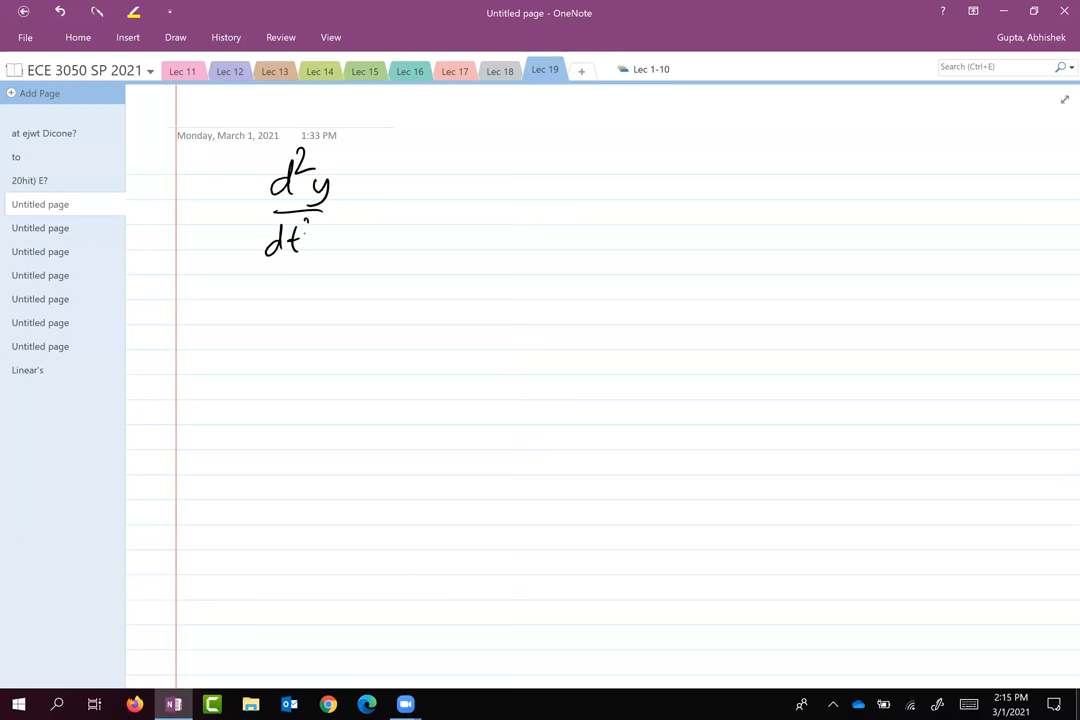 Untitled page - OneNote
File Home Insert Draw History Review View
Gupta, Abhishek
ECE 3050 SP 2021
Lec 11
Lec 12
Lec 13
Lec 14
Lec 15
Lec 16
Lec 17
Lec 18
Lec 19
Lec 1-10
Search (Ctrl+E)
Add Page
at ejwt Dicone?
to
20hit) E?
Untitled page
Untitled page
Untitled page
Untitled page
Untitled page
Untitled page
Untitled page
Linear's
Monday, March 1, 2021 1:33 PM
d²y
dt²
2:15 PM
3/1/2021